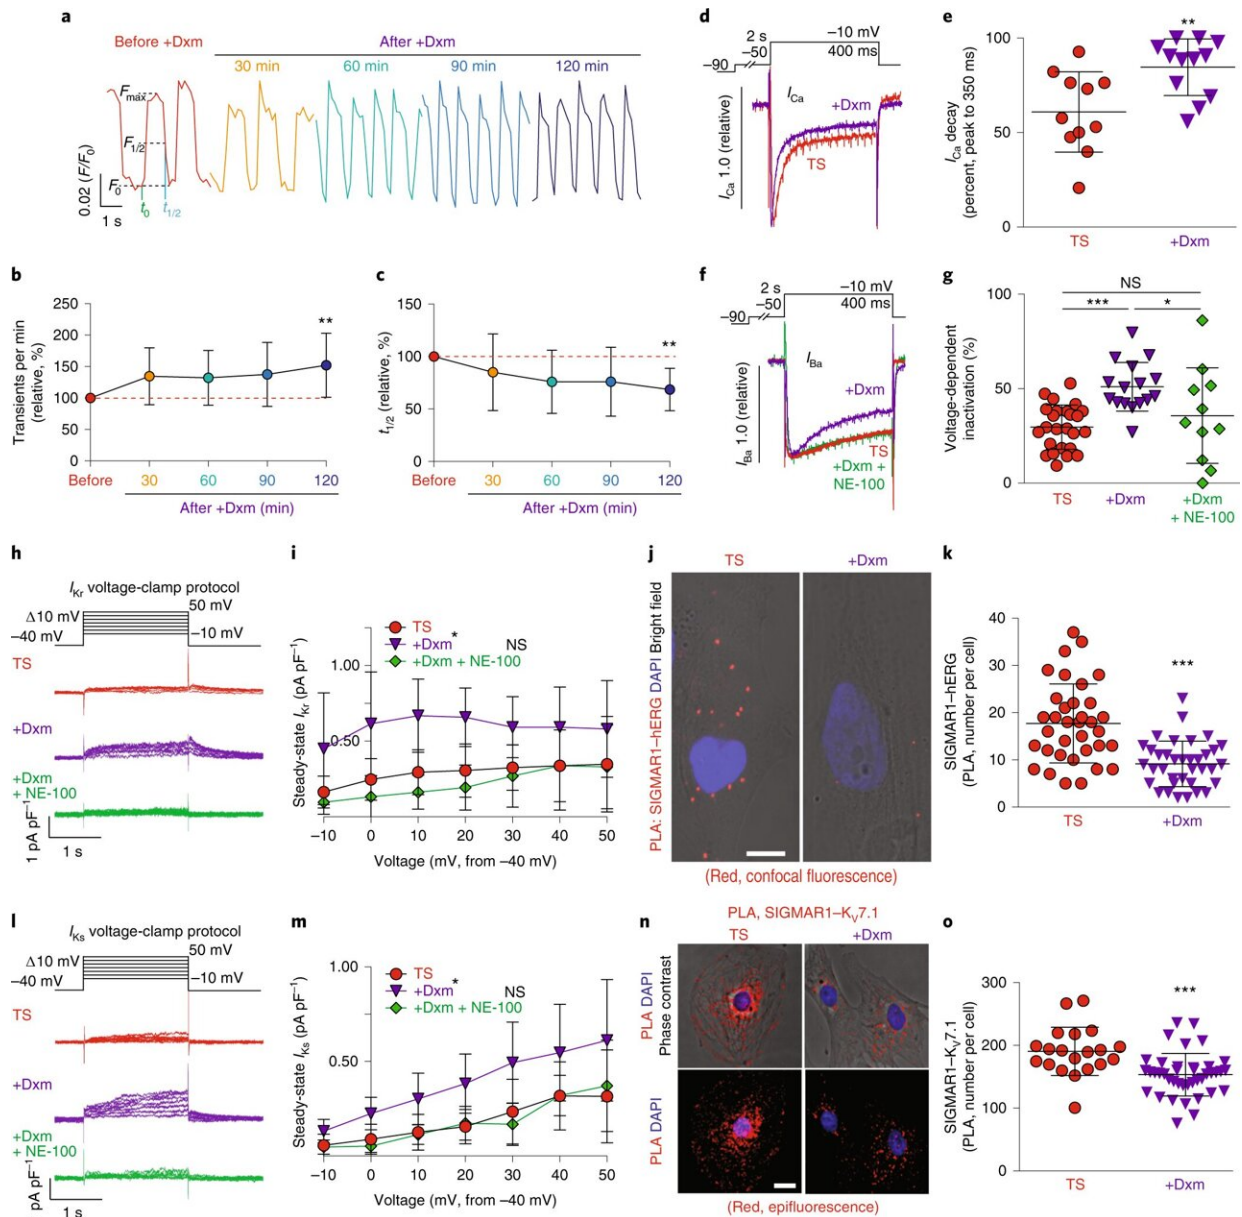 a
Before +Dxm
After +Dxm
30 min
60 min
90 min
120 min
Fmax
F1/2
F0
t0
t1/2
0.02 (F/F0)
1 s
b
Transients per min
(relative, %)
250
200
150
100
50
0
**
Before
30
60
90
120
After +Dxm (min)
c
t1/2 (relative, %)
150
100
50
0
**
Before
30
60
90
120
After +Dxm (min)
d
2 s
–10 mV
–50
400 ms
–90
ICa
+Dxm
TS
ICa 1.0 (relative)
e
ICa decay
(percent, peak to 350 ms)
100
50
0
**
TS
+Dxm
f
2 s
–10 mV
–50
400 ms
–90
IBa
+Dxm
TS
+Dxm +
NE-100
IBa 1.0 (relative)
g
Voltage-dependent
inactivation (%)
100
50
0
NS
***
*
TS
+Dxm
+Dxm
+ NE-100
h
IKr voltage-clamp protocol
50 mV
Δ10 mV
–40 mV
–10 mV
TS
+Dxm
+Dxm
+ NE-100
1 pA pF–1
1 s
i
Steady-state IKr (pA pF–1)
1.00
0.50
TS
+Dxm
*
+Dxm + NE-100
NS
–10
0
10
20
30
40
50
Voltage (mV, from –40 mV)
j
TS
+Dxm
PLA: SIGMAR1–hERG DAPI Bright field
(Red, confocal fluorescence)
k
SIGMAR1–hERG
(PLA, number per cell)
40
30
20
10
0
***
TS
+Dxm
l
IKs voltage-clamp protocol
50 mV
Δ10 mV
–40 mV
–10 mV
TS
+Dxm
+Dxm
+ NE-100
pA pF–1
1 s
m
Steady-state IKs (pA pF–1)
1.00
0.50
TS
+Dxm
*
+Dxm + NE-100
NS
–10
0
10
20
30
40
50
Voltage (mV, from –40 mV)
n
PLA, SIGMAR1–KV7.1
TS
+Dxm
PLA DAPI
Phase contrast
PLA DAPI
(Red, epifluorescence)
o
SIGMAR1–KV7.1
(PLA, number per cell)
300
200
100
0
***
TS
+Dxm